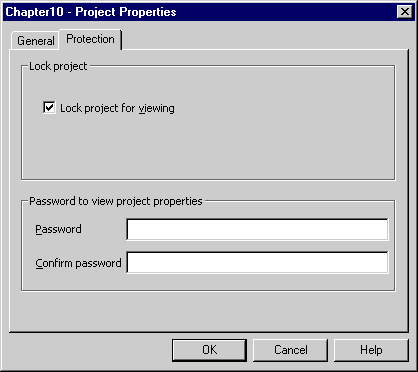 Chapter10 - Project Properties
General Protection
Lock project
Lock project for viewing
Password to view project properties
Password
Confirm password
OK Cancel Help